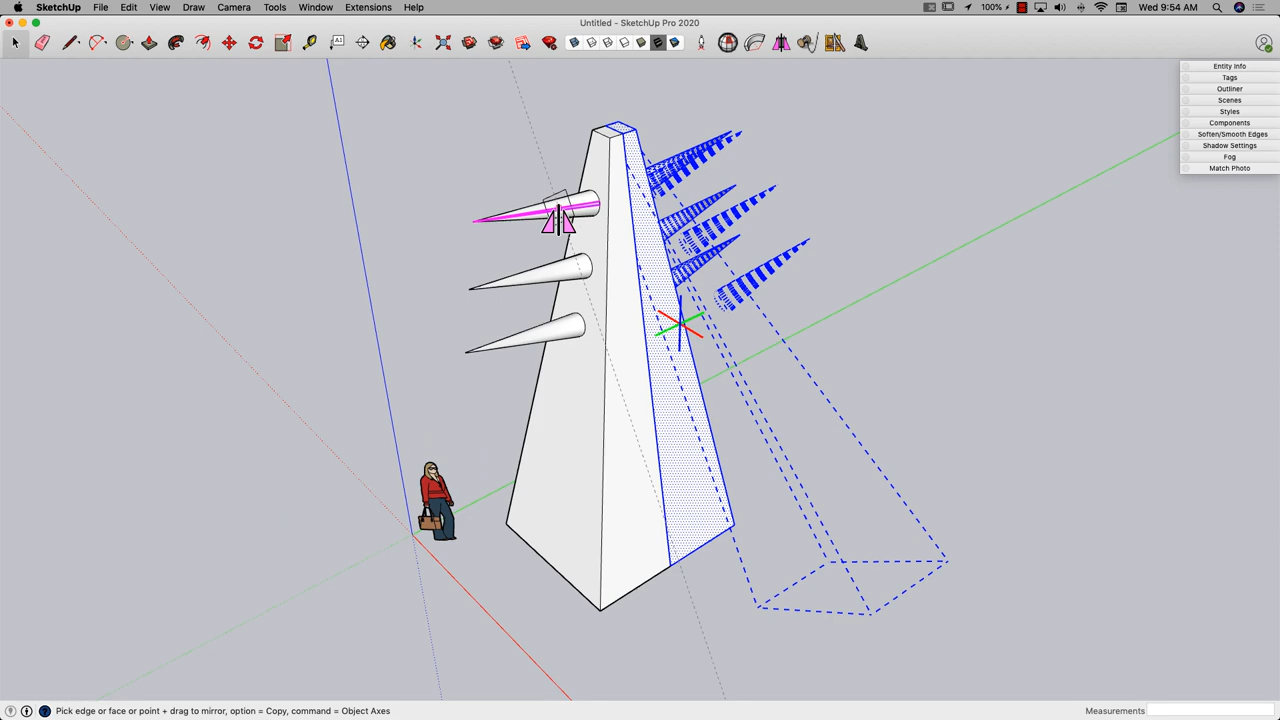 SketchUp File Edit View Draw Camera Tools Window Extensions Help 100% Wed 9:54 AM
Untitled - SketchUp Pro 2020
Entity Info
Tags
Outliner
Scenes
Styles
Components
Soften/Smooth Edges
Shadow Settings
Fog
Match Photo
Pick edge or face or point + drag to mirror, option = Copy, command = Object Axes Measurements